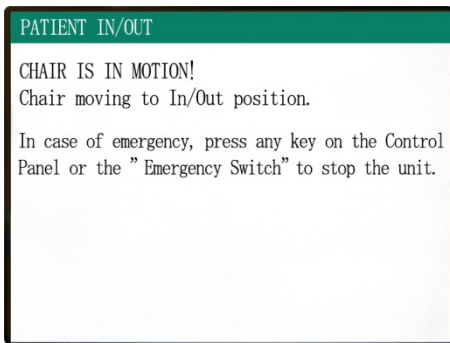 PATIENT IN/OUT
CHAIR IS IN MOTION!
Chair moving to In/Out position.
In case of emergency, press any key on the Control
Panel or the ” Emergency Switch” to stop the unit.